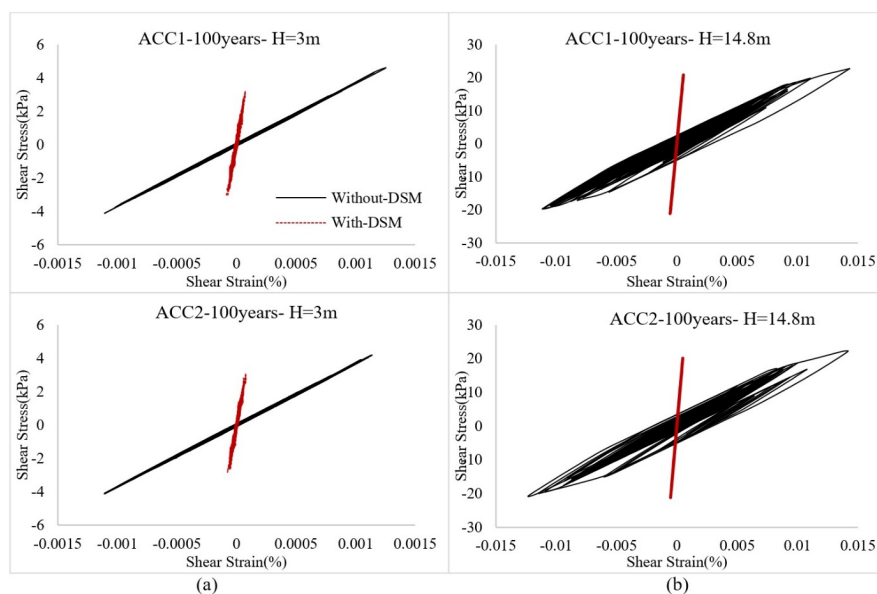 ACC1-100years- H=3m
6
4
2
0
-2
-4
-6
Shear Stress(kPa)
Without-DSM
With-DSM
-0.0015 -0.001 -0.0005 0 0.0005 0.001 0.0015
Shear Strain(%)
ACC1-100years- H=14.8m
30
20
10
0
-10
-20
-30
Shear Stress(kPa)
-0.015 -0.01 -0.005 0 0.005 0.01 0.015
Shear Strain(%)
ACC2-100years- H=3m
6
4
2
0
-2
-4
-6
Shear Stress(kPa)
-0.0015 -0.001 -0.0005 0 0.0005 0.001 0.0015
Shear Strain(%)
ACC2-100years- H=14.8m
30
20
10
0
-10
-20
-30
Shear Stress(kPa)
-0.015 -0.01 -0.005 0 0.005 0.01 0.015
Shear Strain(%)
(a)
(b)